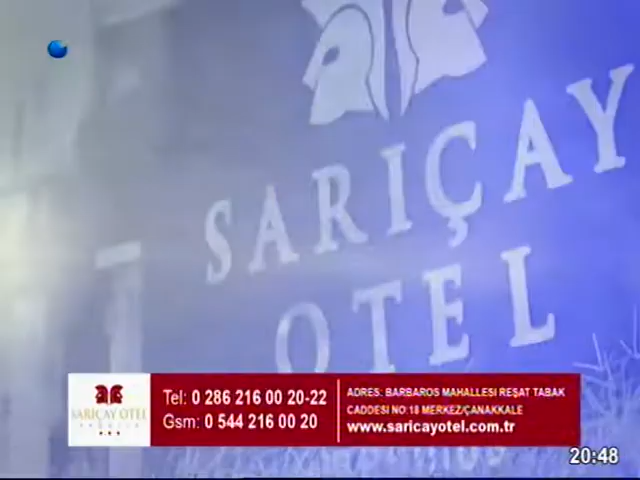 SARIÇAY
OTEL
SARIÇAY OTEL
Tel: 0 286 216 00 20-22
Gsm: 0 544 216 00 20
ADRES: BARBAROS MAHALLESİ REŞAT TABAK
CADDESİ NO:18 MERKEZ/ÇANAKKALE
www.saricayotel.com.tr
20:48